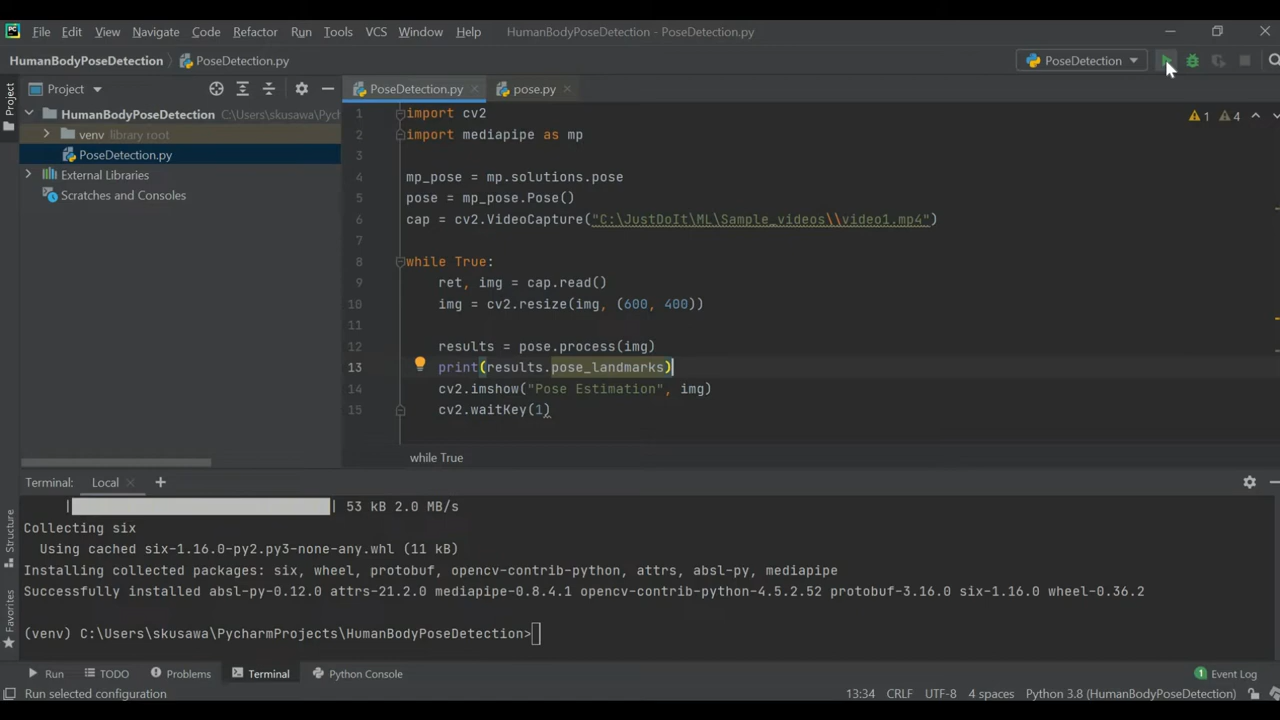 PC File Edit View Navigate Code Refactor Run Tools VCS Window Help HumanBodyPoseDetection - PoseDetection.py
HumanBodyPoseDetection PoseDetection.py PoseDetection
Project PoseDetection.py pose.py
Project
HumanBodyPoseDetection C:\Users\skusawa\Pych
venv library root
PoseDetection.py
External Libraries
Scratches and Consoles
1 4
1 import cv2
2 import mediapipe as mp
3
4 mp_pose = mp.solutions.pose
5 pose = mp_pose.Pose()
6 cap = cv2.VideoCapture("C:\JustDoIt\ML\Sample_videos\\video1.mp4")
7
8 while True:
9 ret, img = cap.read()
10 img = cv2.resize(img, (600, 400))
11
12 results = pose.process(img)
13 print(results.pose_landmarks)
14 cv2.imshow("Pose Estimation", img)
15 cv2.waitKey(1)
while True
Terminal: Local +
| | 53 kB 2.0 MB/s
Collecting six
Using cached six-1.16.0-py2.py3-none-any.whl (11 kB)
Installing collected packages: six, wheel, protobuf, opencv-contrib-python, attrs, absl-py, mediapipe
Successfully installed absl-py-0.12.0 attrs-21.2.0 mediapipe-0.8.4.1 opencv-contrib-python-4.5.2.52 protobuf-3.16.0 six-1.16.0 wheel-0.36.2
(venv) C:\Users\skusawa\PycharmProjects\HumanBodyPoseDetection>
Structure
Favorites
Run TODO Problems Terminal Python Console 1 Event Log
Run selected configuration 13:34 CRLF UTF-8 4 spaces Python 3.8 (HumanBodyPoseDetection)